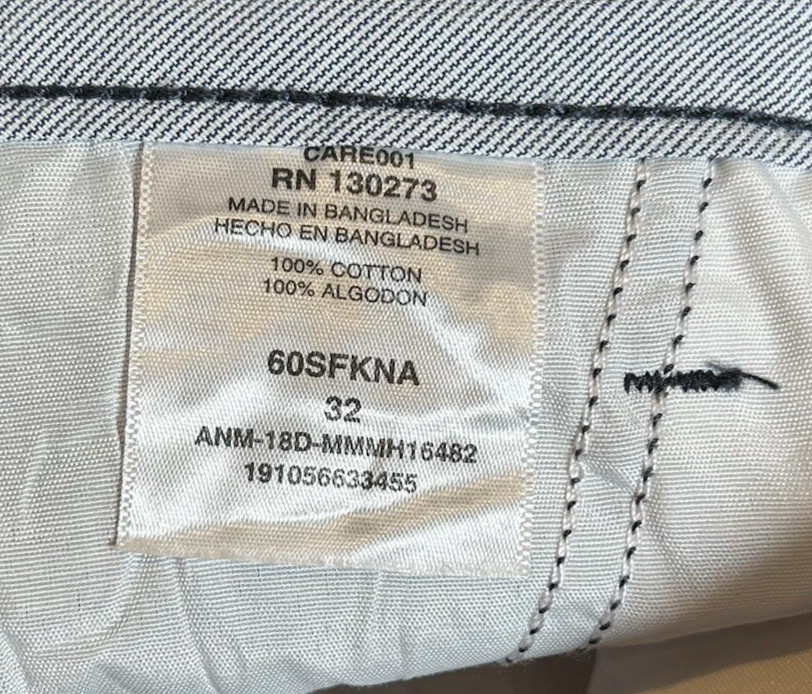 CARE001
RN 130273
MADE IN BANGLADESH
HECHO EN BANGLADESH
100% COTTON
100% ALGODON
60SFKNA
32
ANM-18D-MMMH16482
191056633455